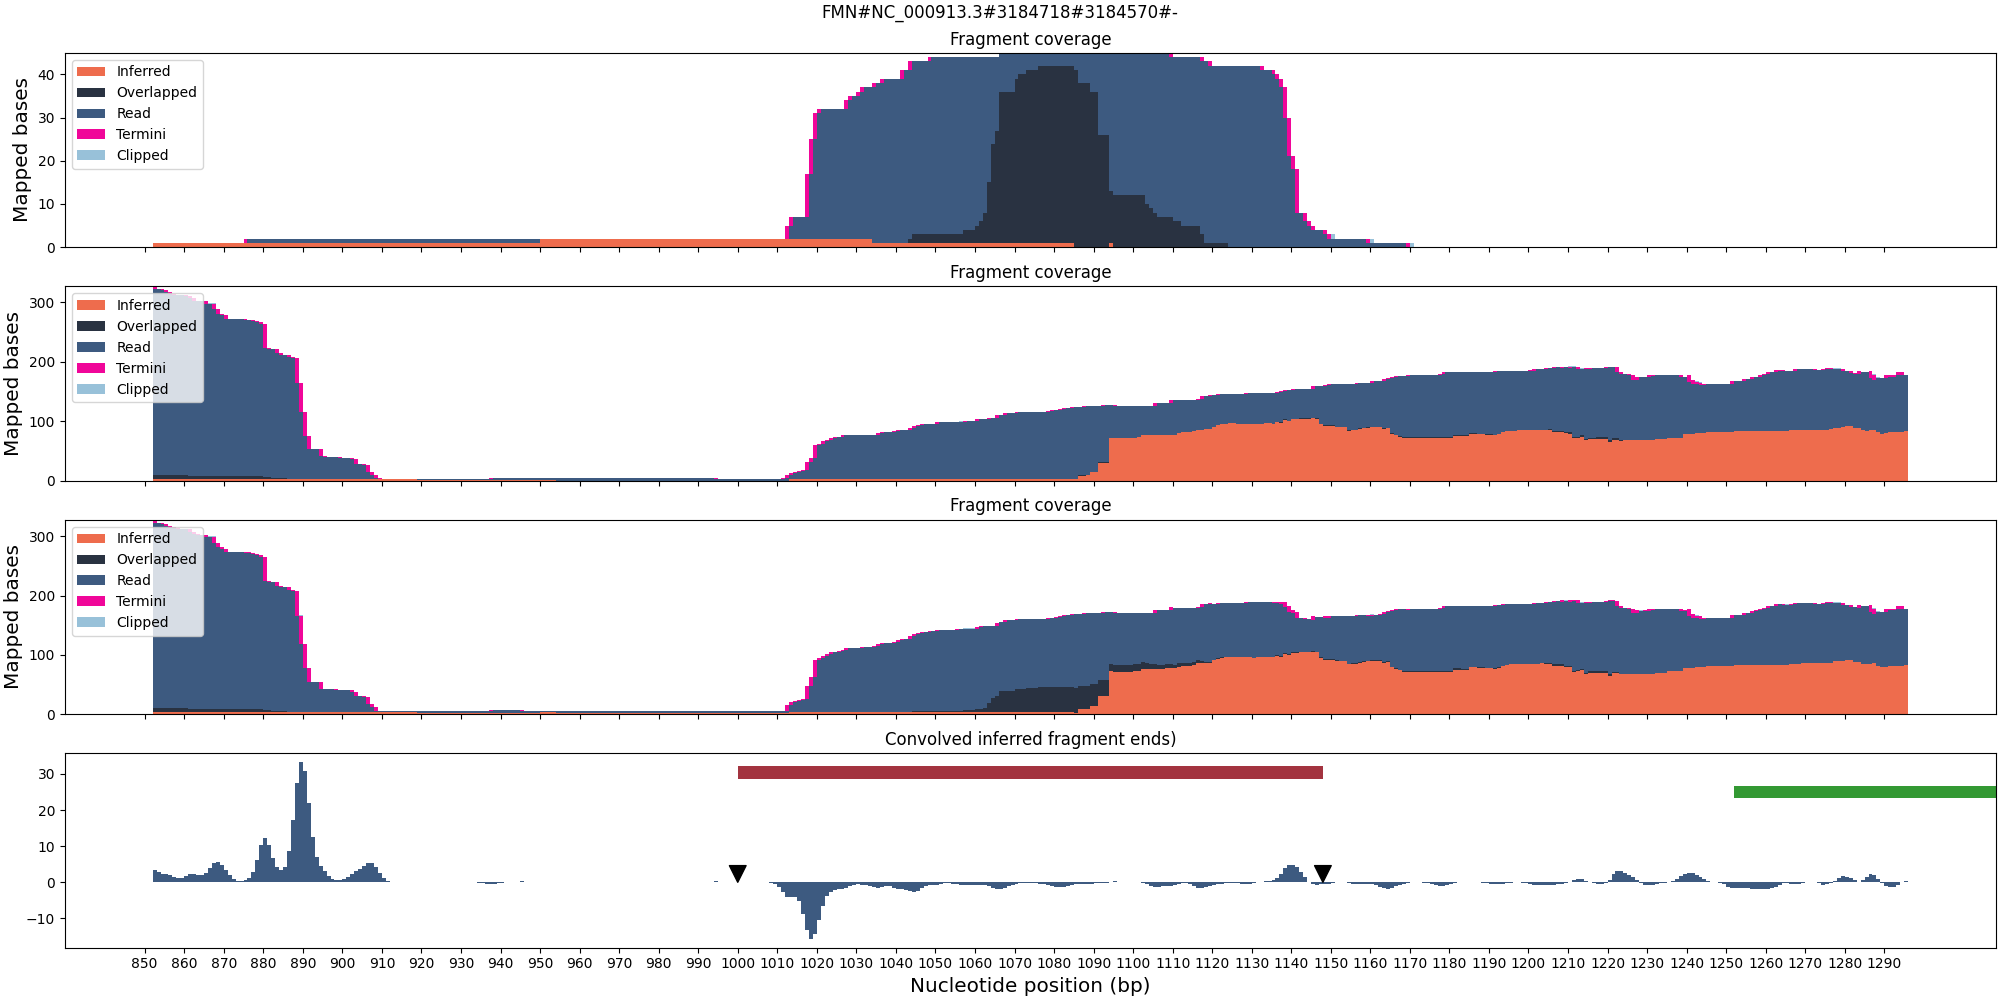 FMN#NC_000913.3#3184718#3184570#-
Fragment coverage
Mapped bases
40
30
20
10
0
Inferred
Overlapped
Read
Termini
Clipped
Fragment coverage
Mapped bases
300
200
100
0
Inferred
Overlapped
Read
Termini
Clipped
Fragment coverage
Mapped bases
300
200
100
0
Inferred
Overlapped
Read
Termini
Clipped
Convolved inferred fragment ends)
30
20
10
0
−10
850 860 870 880 890 900 910 920 930 940 950 960 970 980 990 1000 1010 1020 1030 1040 1050 1060 1070 1080 1090 1100 1110 1120 1130 1140 1150 1160 1170 1180 1190 1200 1210 1220 1230 1240 1250 1260 1270 1280 1290
Nucleotide position (bp)